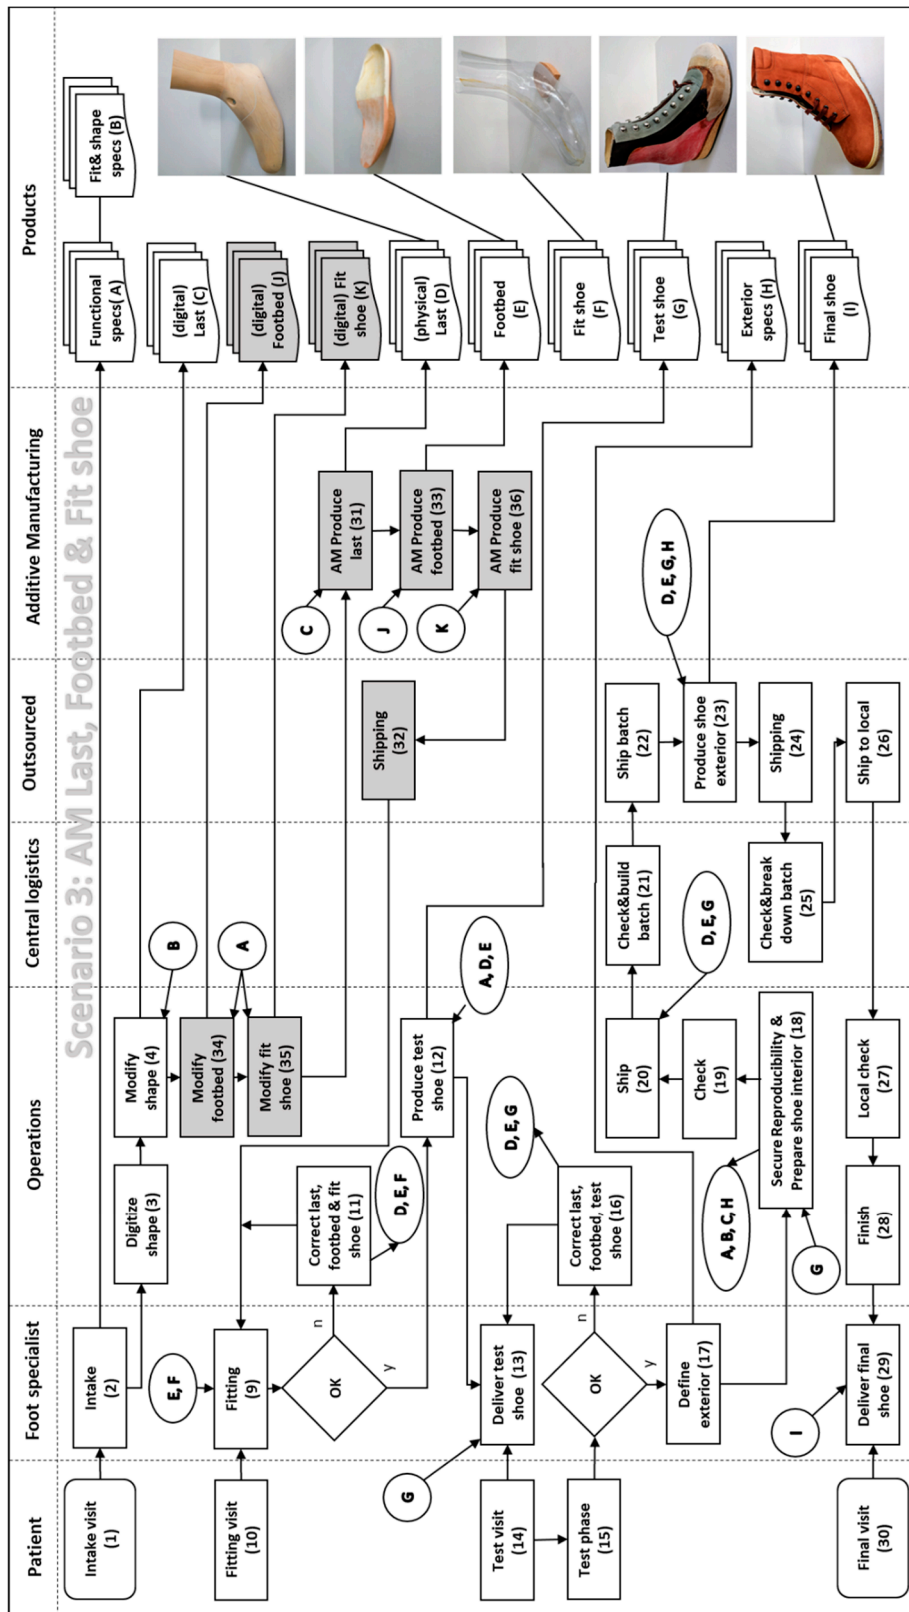 Scenario 3: AM Last, Footbed & Fit shoe
Products
Fit& shape
specs (B)
Functional
specs( A)
(digital)
Last (C)
(digital)
Footbed (J)
(digital) Fit
shoe (K)
(physical)
Last (D)
Footbed
(E)
Fit shoe
(F)
Test shoe
(G)
Exterior
specs (H)
Final shoe
(I)
Additive Manufacturing
AM Produce
last (31)
AM Produce
footbed (33)
AM Produce
fit shoe (36)
C
J
K
D, E, G, H
Outsourced
Shipping
(32)
Ship batch
(22)
Produce shoe
exterior (23)
Shipping
(24)
Ship to local
(26)
Central logistics
B
A
A, D, E
Check&build
batch (21)
D, E, G
Check&break
down batch
(25)
Operations
Modify
shape (4)
Modify
footbed (34)
Modify fit
shoe (35)
Digitize
shape (3)
Correct last,
footbed & fit
shoe (11)
D, E, F
Produce test
shoe (12)
D, E, G
Correct last,
footbed, test
shoe (16)
Ship
(20)
Check
(19)
Secure Reproducibility &
Prepare shoe interior (18)
A, B, C, H
G
Local check
(27)
Finish
(28)
Foot specialist
Intake
(2)
E, F
Fitting
(9)
OK
n
y
Deliver test
shoe (13)
OK
n
y
Define
exterior (17)
I
Deliver final
shoe (29)
Patient
Intake visit
(1)
Fitting visit
(10)
G
Test visit
(14)
Test phase
(15)
Final visit
(30)